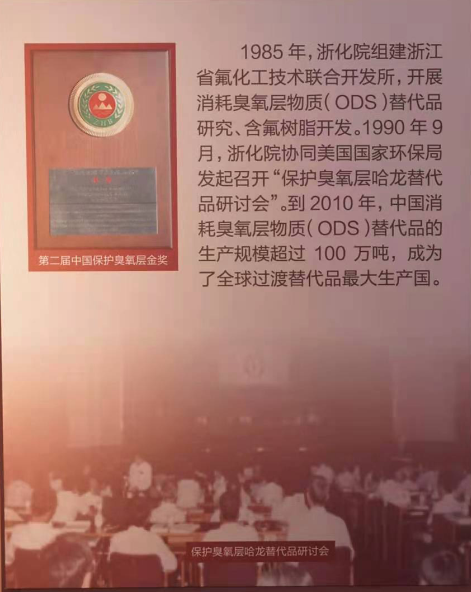 1985 年，浙化院组建浙江
省氟化工技术联合开发所，开展
消耗臭氧层物质（ODS）替代品
研究、含氟树脂开发。1990 年 9
月，浙化院协同美国国家环保局
发起召开“保护臭氧层哈龙替代
品研讨会”。到 2010 年，中国消
耗臭氧层物质（ODS）替代品的
生产规模超过 100 万吨，成为
了全球过渡替代品最大生产国。
第二届中国保护臭氧层金奖
保护臭氧层哈龙替代品研讨会